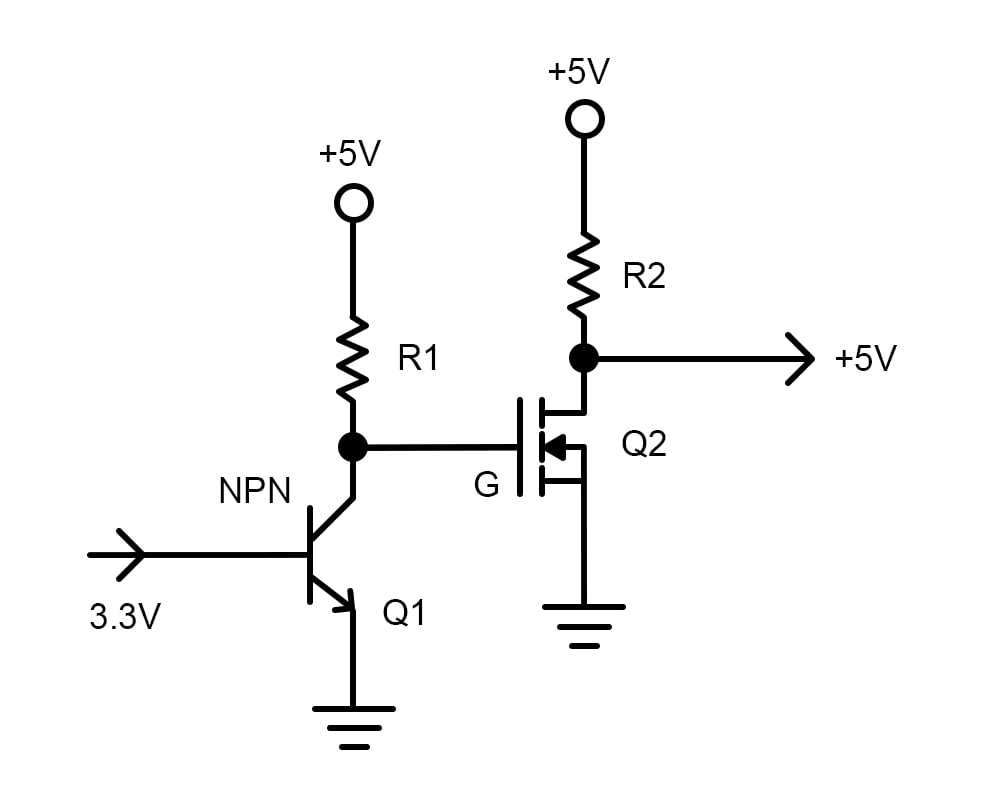 +5V
+5V
R2
R1
+5V
Q2
G
NPN
3.3V
Q1